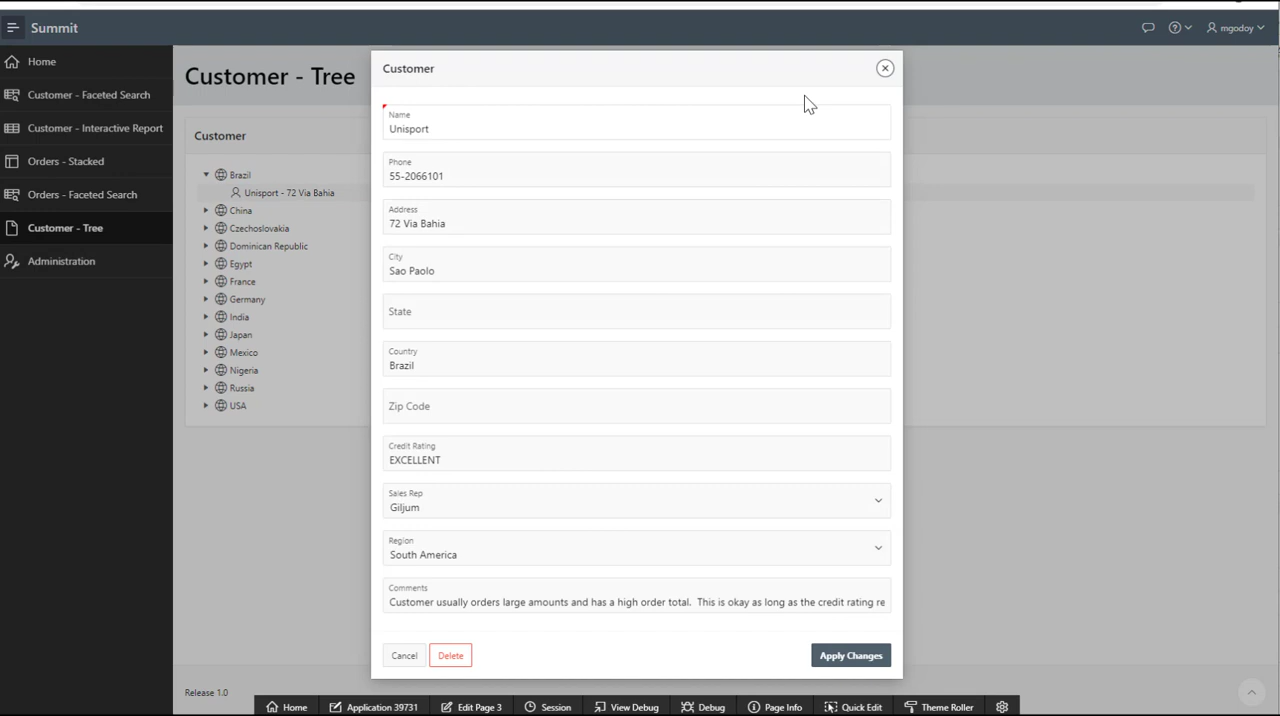 Summit
mgodoy
Home
Customer - Faceted Search
Customer - Interactive Report
Orders - Stacked
Orders - Faceted Search
Customer - Tree
Administration
Customer - Tree
Customer
Brazil
Unisport - 72 Via Bahia
China
Czechoslovakia
Dominican Republic
Egypt
France
Germany
India
Japan
Mexico
Nigeria
Russia
USA
Customer
Name
Unisport
Phone
55-2066101
Address
72 Via Bahia
City
Sao Paolo
State
Country
Brazil
Zip Code
Credit Rating
EXCELLENT
Sales Rep
Giljum
Region
South America
Comments
Customer usually orders large amounts and has a high order total.  This is okay as long as the credit rating re
Cancel Delete Apply Changes
Release 1.0
Home Application 39731 Edit Page 3 Session View Debug Debug Page Info Quick Edit Theme Roller